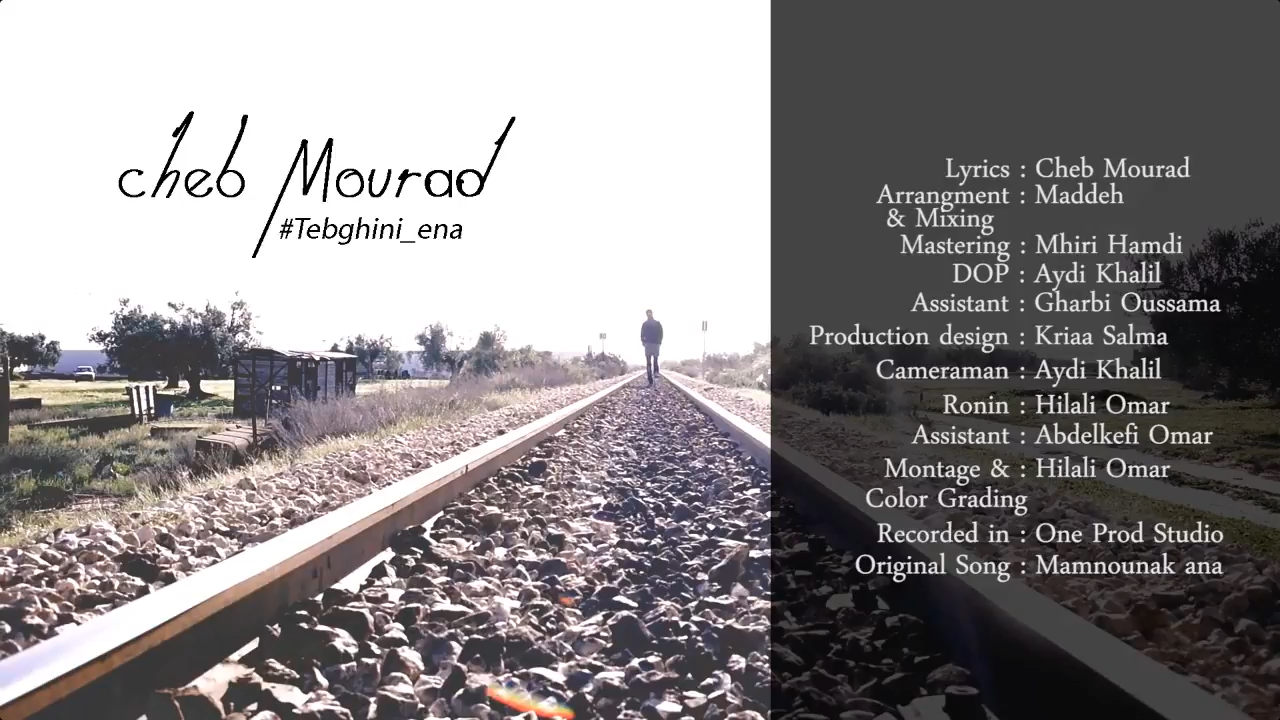 cheb Mourad
#Tebghini_ena
Lyrics : Cheb Mourad
Arrangment : Maddeh
& Mixing
Mastering : Mhiri Hamdi
DOP : Aydi Khalil
Assistant : Gharbi Oussama
Production design : Kriaa Salma
Cameraman : Aydi Khalil
Ronin : Hilali Omar
Assistant : Abdelkefi Omar
Montage & : Hilali Omar
Color Grading
Recorded in : One Prod Studio
Original Song : Mamnounak ana